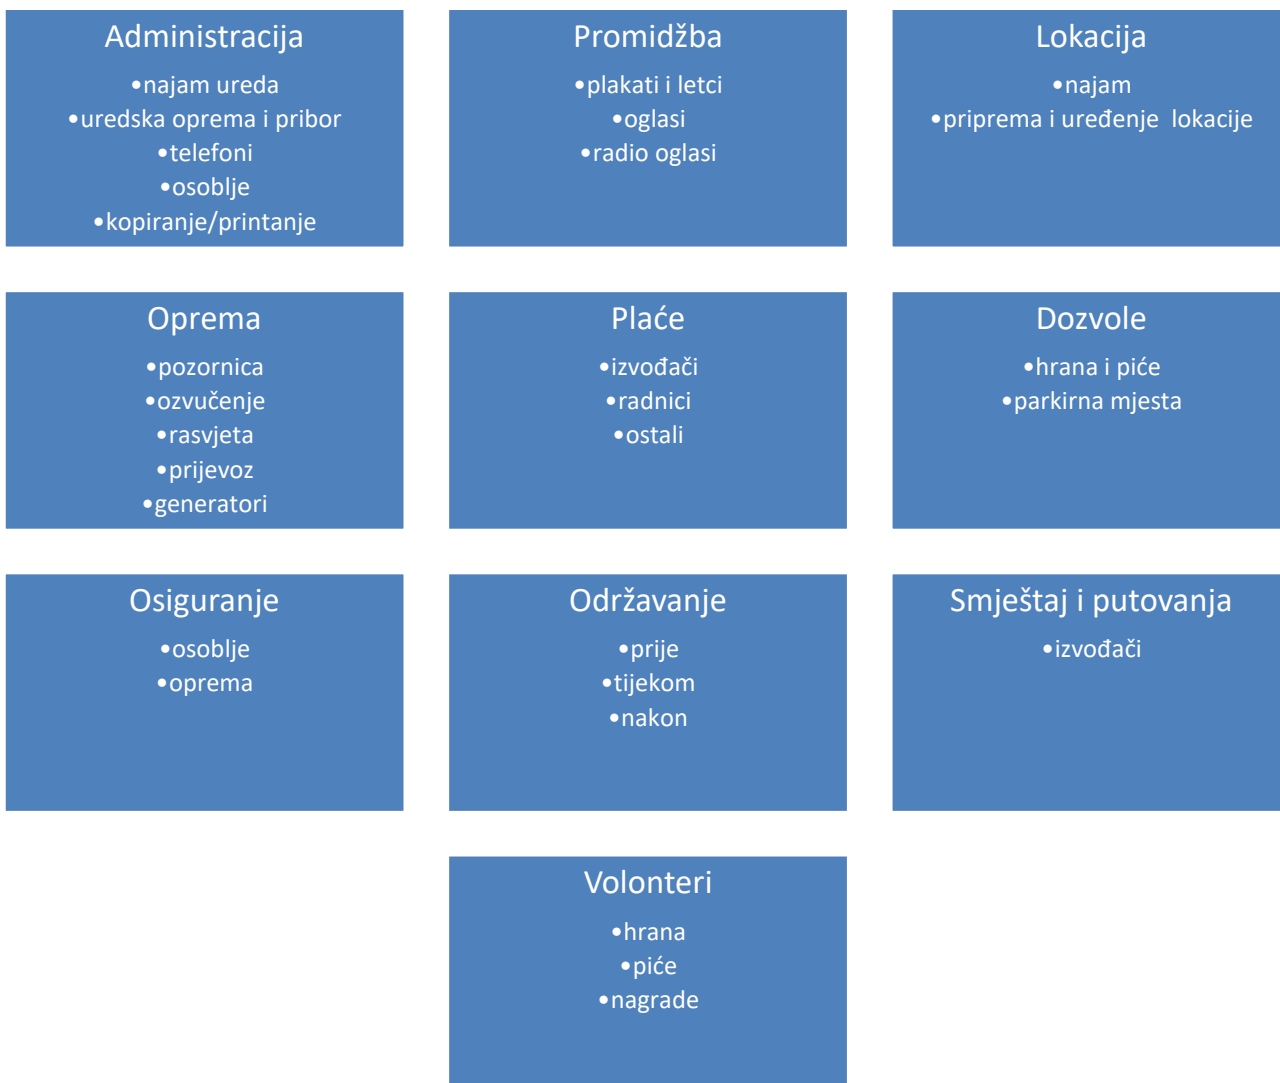 Administracija
•najam ureda
•uredska oprema i pribor
•telefoni
•osoblje
•kopiranje/printanje
Promidžba
•plakati i letci
•oglasi
•radio oglasi
Lokacija
•najam
•priprema i uređenje lokacije
Oprema
•pozornica
•ozvučenje
•rasvjeta
•prijevoz
•generatori
Plaće
•izvođači
•radnici
•ostali
Dozvole
•hrana i piće
•parkirna mjesta
Osiguranje
•osoblje
•oprema
Održavanje
•prije
•tijekom
•nakon
Smještaj i putovanja
•izvođači
Volonteri
•hrana
•piće
•nagrade